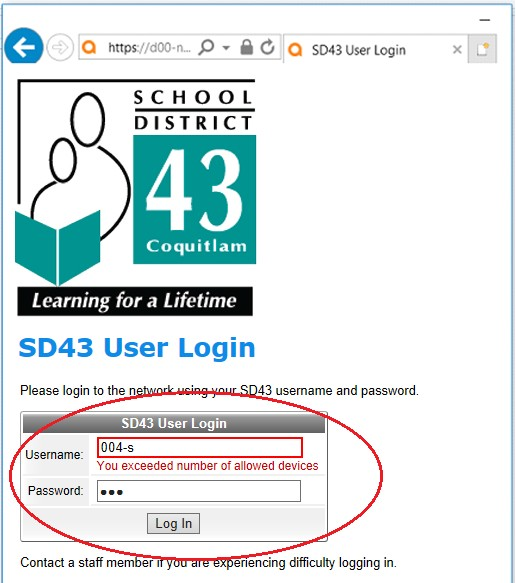 https://d00-n...
SD43 User Login
SCHOOL
DISTRICT
43
Coquitlam
Learning for a Lifetime
SD43 User Login
Please login to the network using your SD43 username and password.
SD43 User Login
Username: 004-s
You exceeded number of allowed devices
Password: •••
Log In
Contact a staff member if you are experiencing difficulty logging in.